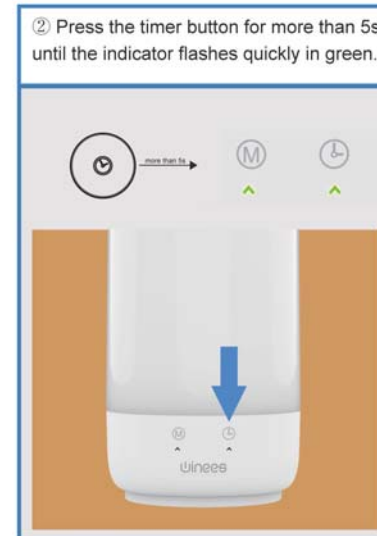 ② Press the timer button for more than 5s
until the indicator flashes quickly in green.
more than 5s
M
M
winees